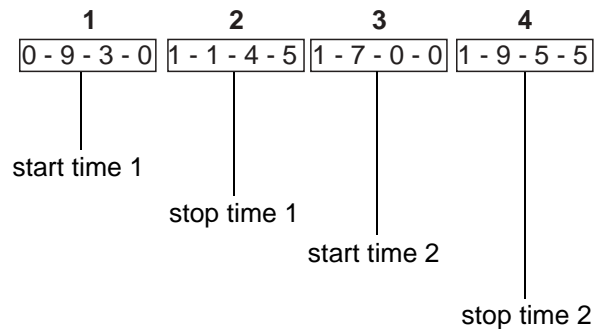 1 2 3 4
0 - 9 - 3 - 0 1 - 1 - 4 - 5 1 - 7 - 0 - 0 1 - 9 - 5 - 5
start time 1
stop time 1
start time 2
stop time 2